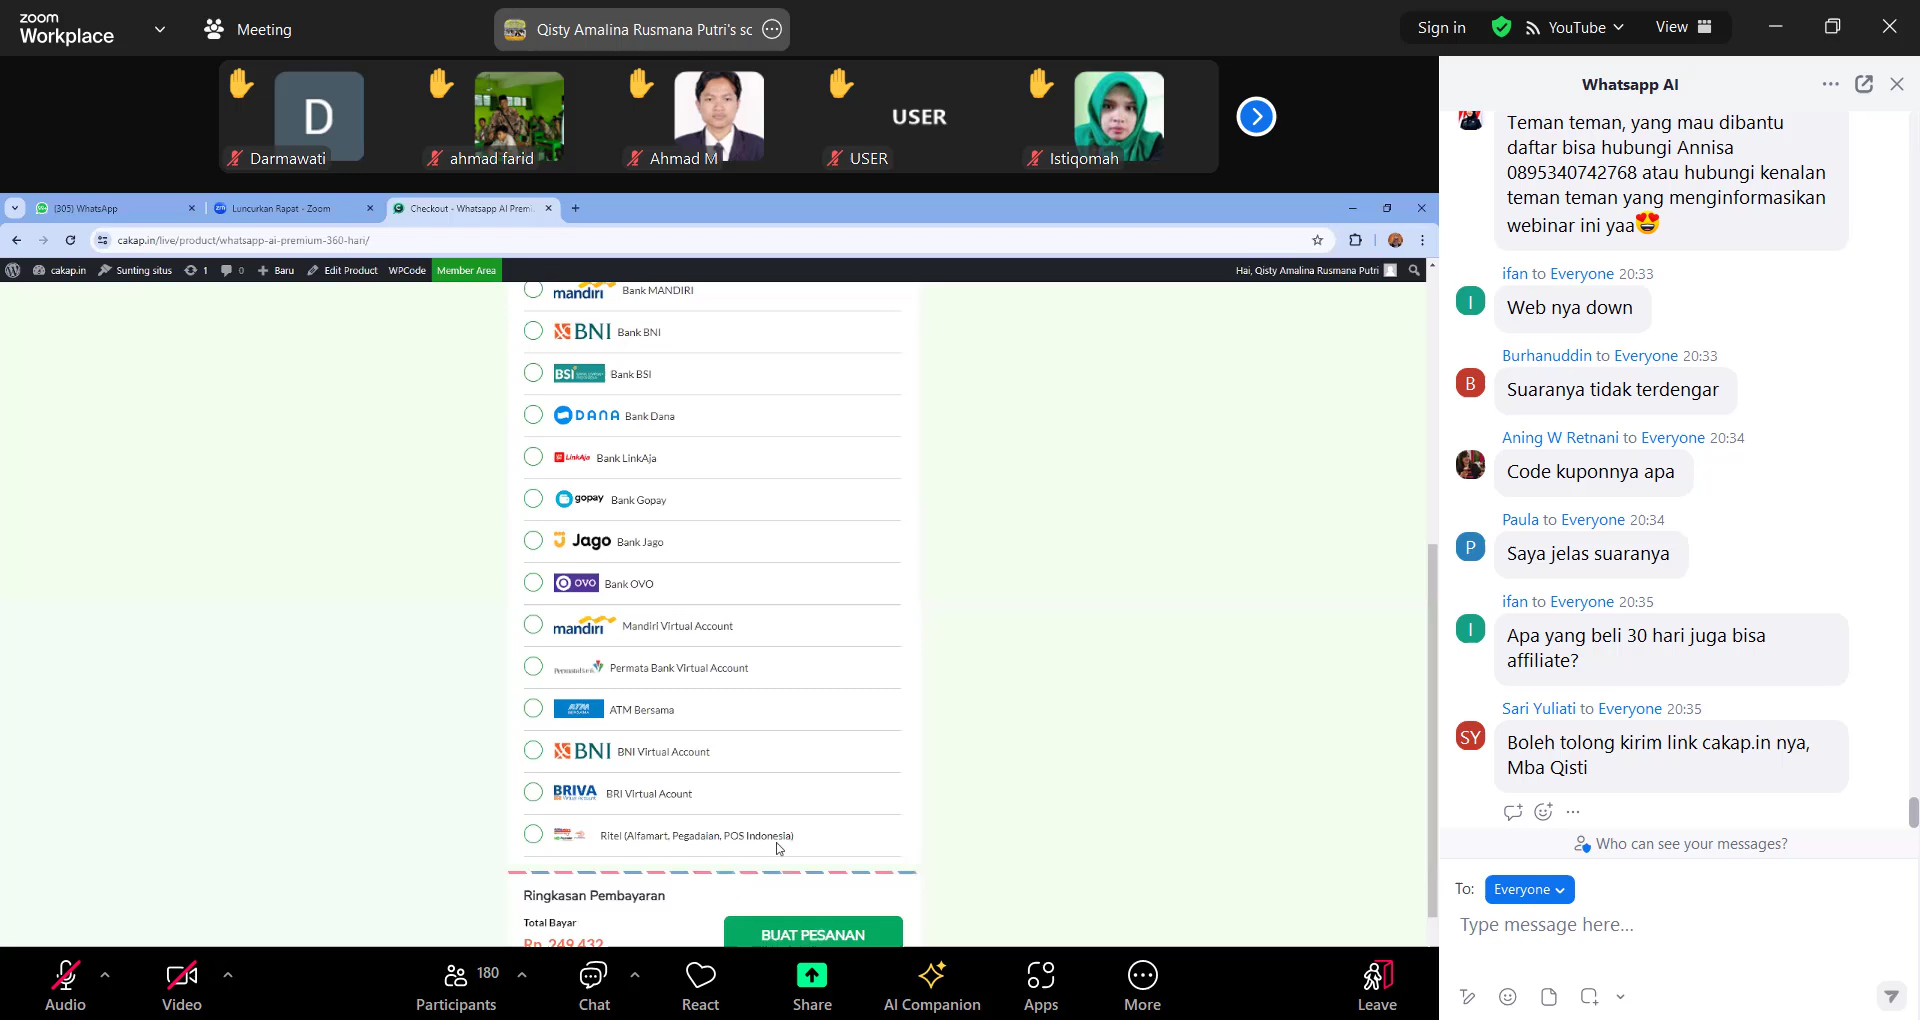 zoom
Workplace
Meeting
Qisty Amalina Rusmana Putri's sc
Sign in
YouTube
View
D
Darmawati
ahmad farid
Ahmad M
USER
USER
Istiqomah
(305) WhatsApp
Luncurkan Rapat - Zoom
Checkout - Whatsapp AI Premi
cakap.in/live/product/whatsapp-ai-premium-360-hari/
cakap.in
Sunting situs
1
0
Baru
Edit Product
WPCode
Member Area
Hai, Qisty Amalina Rusmana Putri
mandiri Bank MANDIRI
BNI Bank BNI
BSI Bank BSI
DANA Bank Dana
LinkAja Bank LinkAja
gopay Bank Gopay
Jago Bank Jago
OVO Bank OVO
mandiri Mandiri Virtual Account
PermataBank Permata Bank Virtual Account
ATM BERSAMA ATM Bersama
BNI BNI Virtual Account
BRIVA BRI Virtual Acount
Ritel (Alfamart, Pegadaian, POS Indonesia)
Ringkasan Pembayaran
Total Bayar
Rp. 249.432
BUAT PESANAN
Whatsapp AI
Teman teman, yang mau dibantu
daftar bisa hubungi Annisa
0895340742768 atau hubungi kenalan
teman teman yang menginformasikan
webinar ini yaa😍
ifan to Everyone 20:33
I
Web nya down
Burhanuddin to Everyone 20:33
B
Suaranya tidak terdengar
Aning W Retnani to Everyone 20:34
Code kuponnya apa
Paula to Everyone 20:34
P
Saya jelas suaranya
ifan to Everyone 20:35
I
Apa yang beli 30 hari juga bisa
affiliate?
Sari Yuliati to Everyone 20:35
SY
Boleh tolong kirim link cakap.in nya,
Mba Qisti
Who can see your messages?
To: Everyone
Type message here...
Audio
Video
180
Participants
Chat
React
Share
AI Companion
Apps
More
Leave